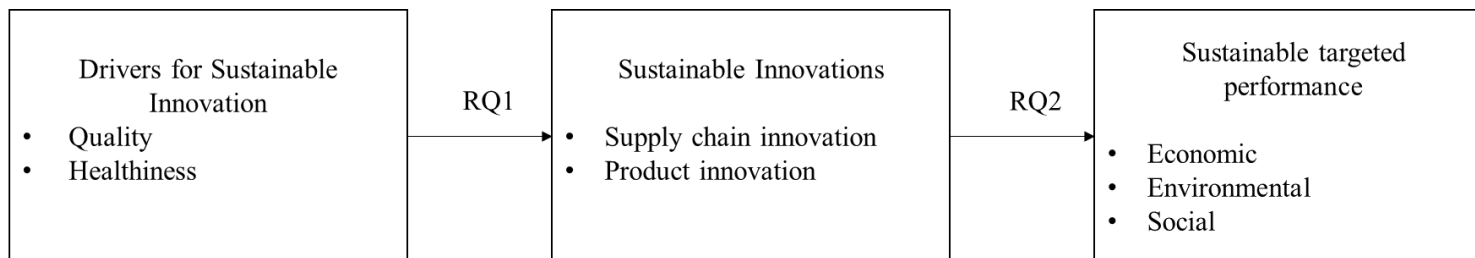 Drivers for Sustainable
Innovation
• Quality
• Healthiness
RQ1
Sustainable Innovations
• Supply chain innovation
• Product innovation
RQ2
Sustainable targeted
performance
• Economic
• Environmental
• Social